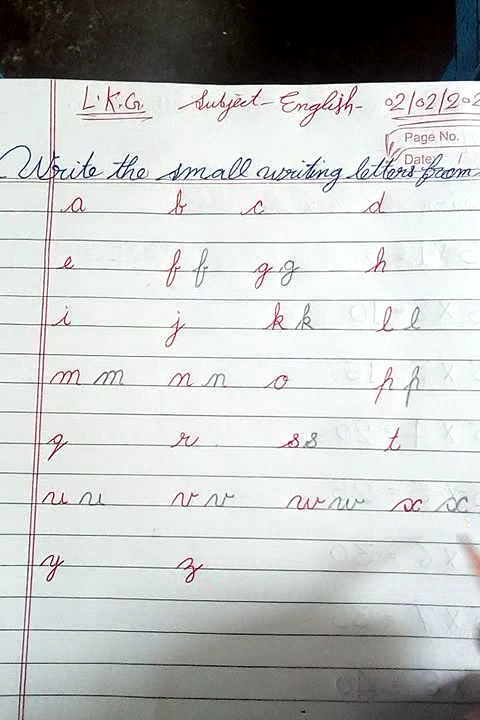 L.K.G. Subject - English - 02/02/202
Page No.
Date /
Write the small writing letters from
a b c d
e f f g g h
i j k k l l
m m n n o p p
q r s s t
u u v v w w x x
y z